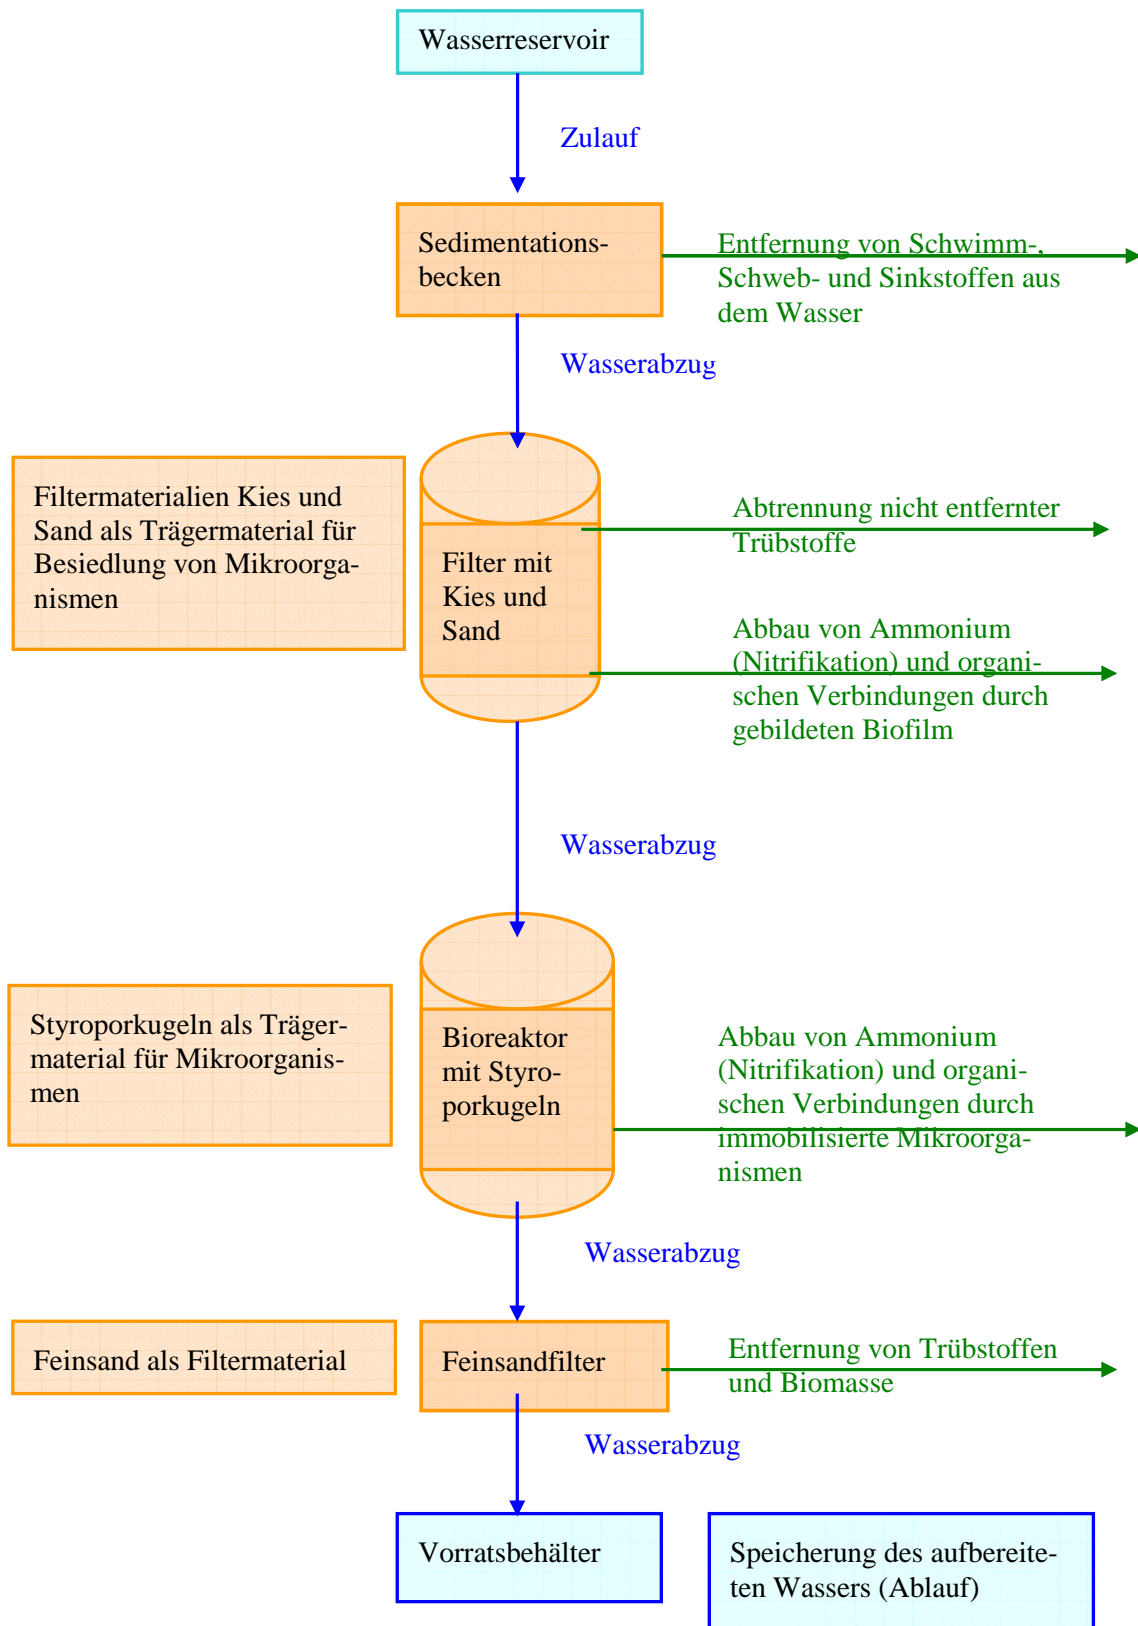 Wasserreservoir
Zulauf
Sedimentations-
becken
Entfernung von Schwimm-,
Schweb- und Sinkstoffen aus
dem Wasser
Wasserabzug
Filtermaterialien Kies und
Sand als Trägermaterial für
Besiedlung von Mikroorga-
nismen
Filter mit
Kies und
Sand
Abtrennung nicht entfernter
Trübstoffe
Abbau von Ammonium
(Nitrifikation) und organi-
schen Verbindungen durch
gebildeten Biofilm
Wasserabzug
Styroporkugeln als Träger-
material für Mikroorganis-
men
Bioreaktor
mit Styro-
porkugeln
Abbau von Ammonium
(Nitrifikation) und organi-
schen Verbindungen durch
immobilisierte Mikroorga-
nismen
Wasserabzug
Feinsand als Filtermaterial
Feinsandfilter
Entfernung von Trübstoffen
und Biomasse
Wasserabzug
Vorratsbehälter
Speicherung des aufbereite-
ten Wassers (Ablauf)